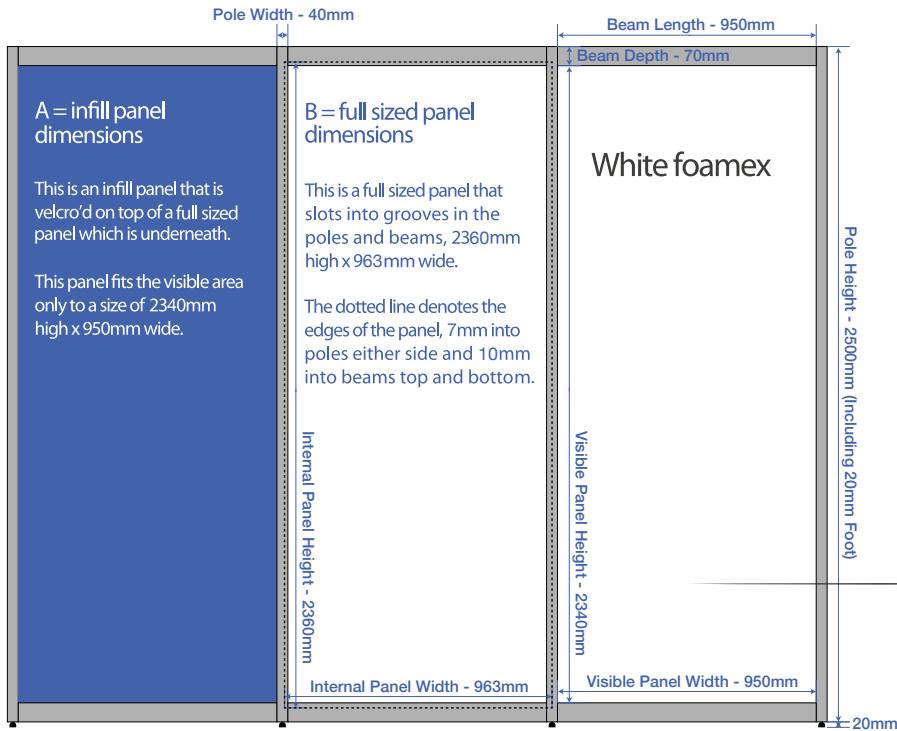 Pole Width - 40mm
Beam Length - 950mm
Beam Depth - 70mm
A = infill panel
dimensions
This is an infill panel that is
velcro’d on top of a full sized
panel which is underneath.
This panel fits the visible area
only to a size of 2340mm
high x 950mm wide.
B = full sized panel
dimensions
This is a full sized panel that
slots into grooves in the
poles and beams, 2360mm
high x 963mm wide.
The dotted line denotes the
edges of the panel, 7mm into
poles either side and 10mm
into beams top and bottom.
White foamex
Internal Panel Height - 2360mm
Visible Panel Height - 2340mm
Pole Height - 2500mm (Including 20mm Foot)
Internal Panel Width - 963mm
Visible Panel Width - 950mm
20mm